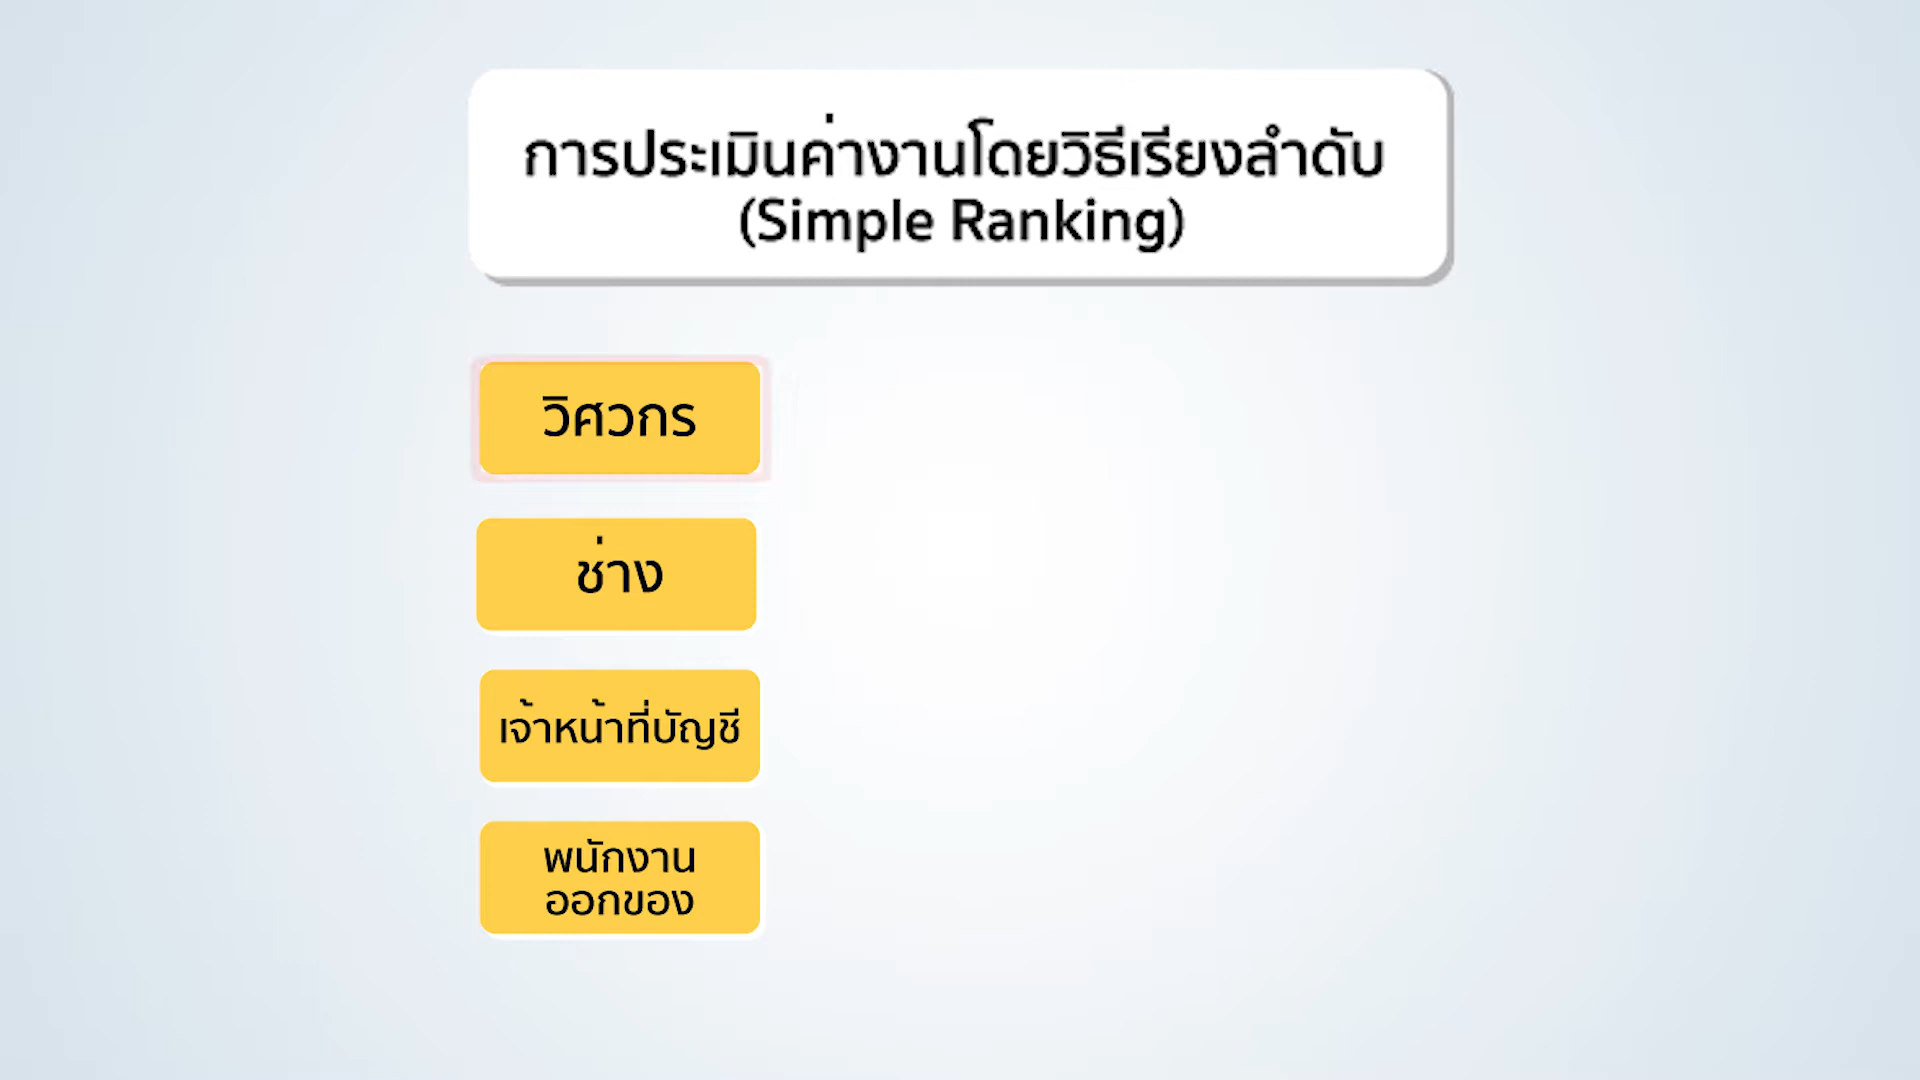 การประเมินค่างานโดยวิธีเรียงลำดับ
(Simple Ranking)
วิศวกร
ช่าง
เจ้าหน้าที่บัญชี
พนักงาน
ออกของ